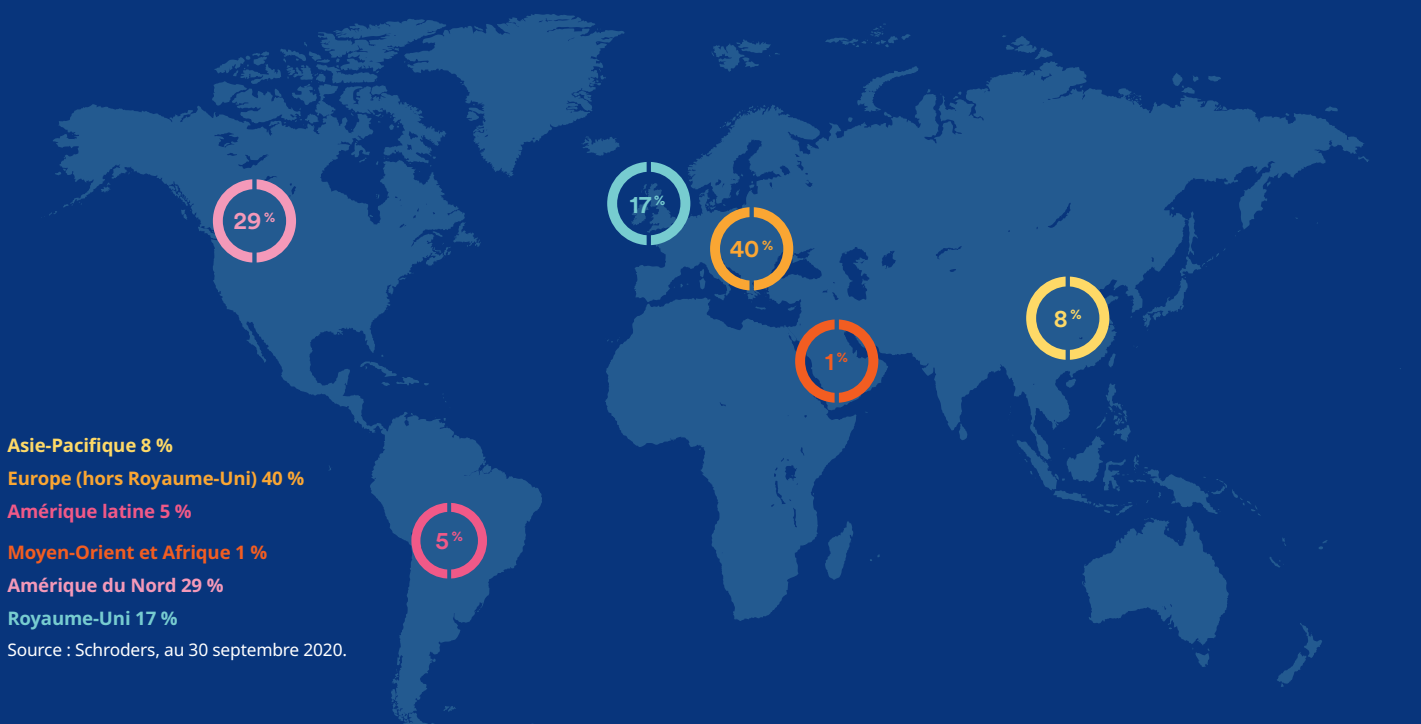 17 %
29 %
40 %
8 %
1 %
5 %
Asie-Pacifique 8 %
Europe (hors Royaume-Uni) 40 %
Amérique latine 5 %
Moyen-Orient et Afrique 1 %
Amérique du Nord 29 %
Royaume-Uni 17 %
Source : Schroders, au 30 septembre 2020.